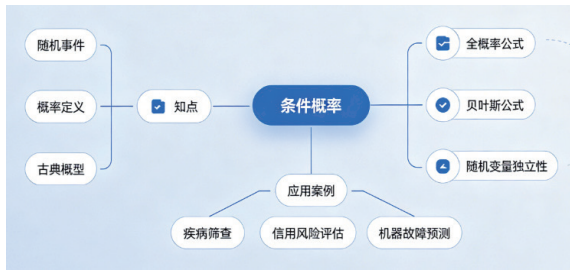 随机事件
概率定义
古典概型
知点
条件概率
全概率公式
贝叶斯公式
随机变量独立性
应用案例
疾病筛查
信用风险评估
机器故障预测